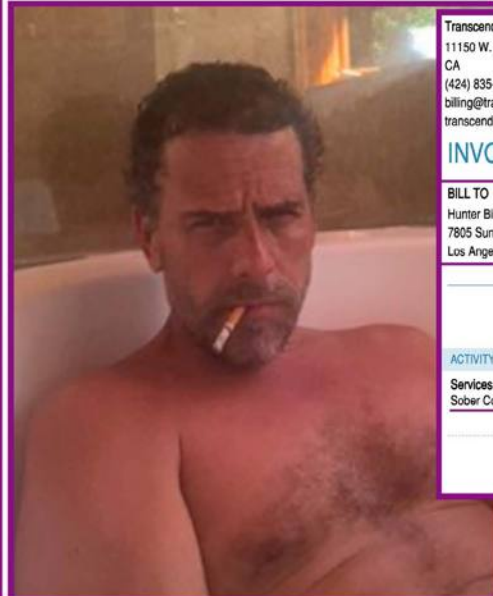 Transcend
11150 W.
CA
(424) 835-
billing@tra
transcend
INVO
BILL TO
Hunter Bi
7805 Sun
Los Ange
ACTIVITY
Services
Sober Co